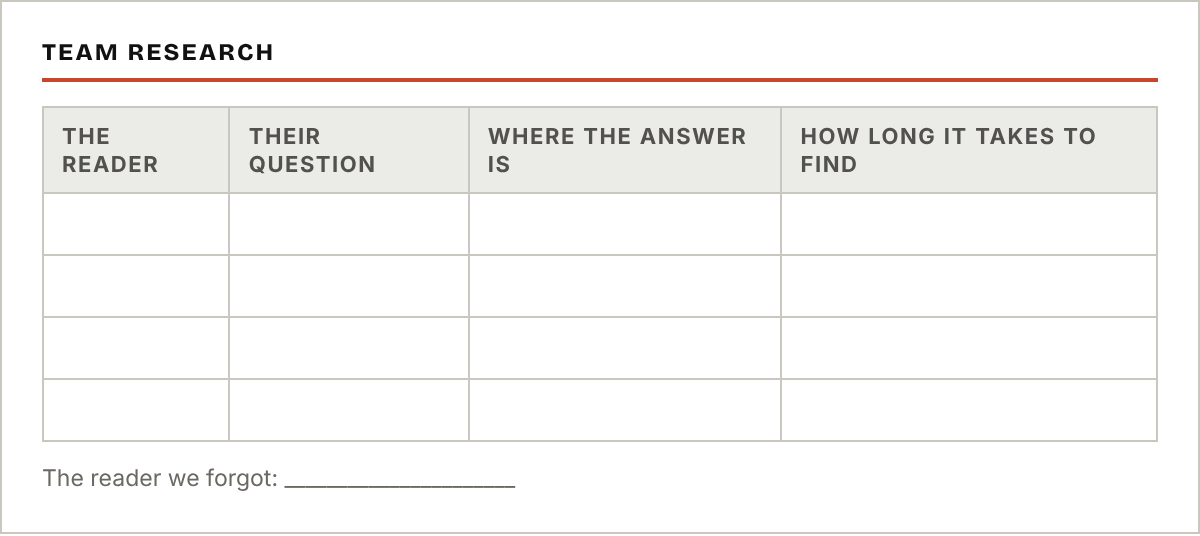 TEAM RESEARCH
THE READER
THEIR QUESTION
WHERE THE ANSWER IS
HOW LONG IT TAKES TO FIND
The reader we forgot: ____________________